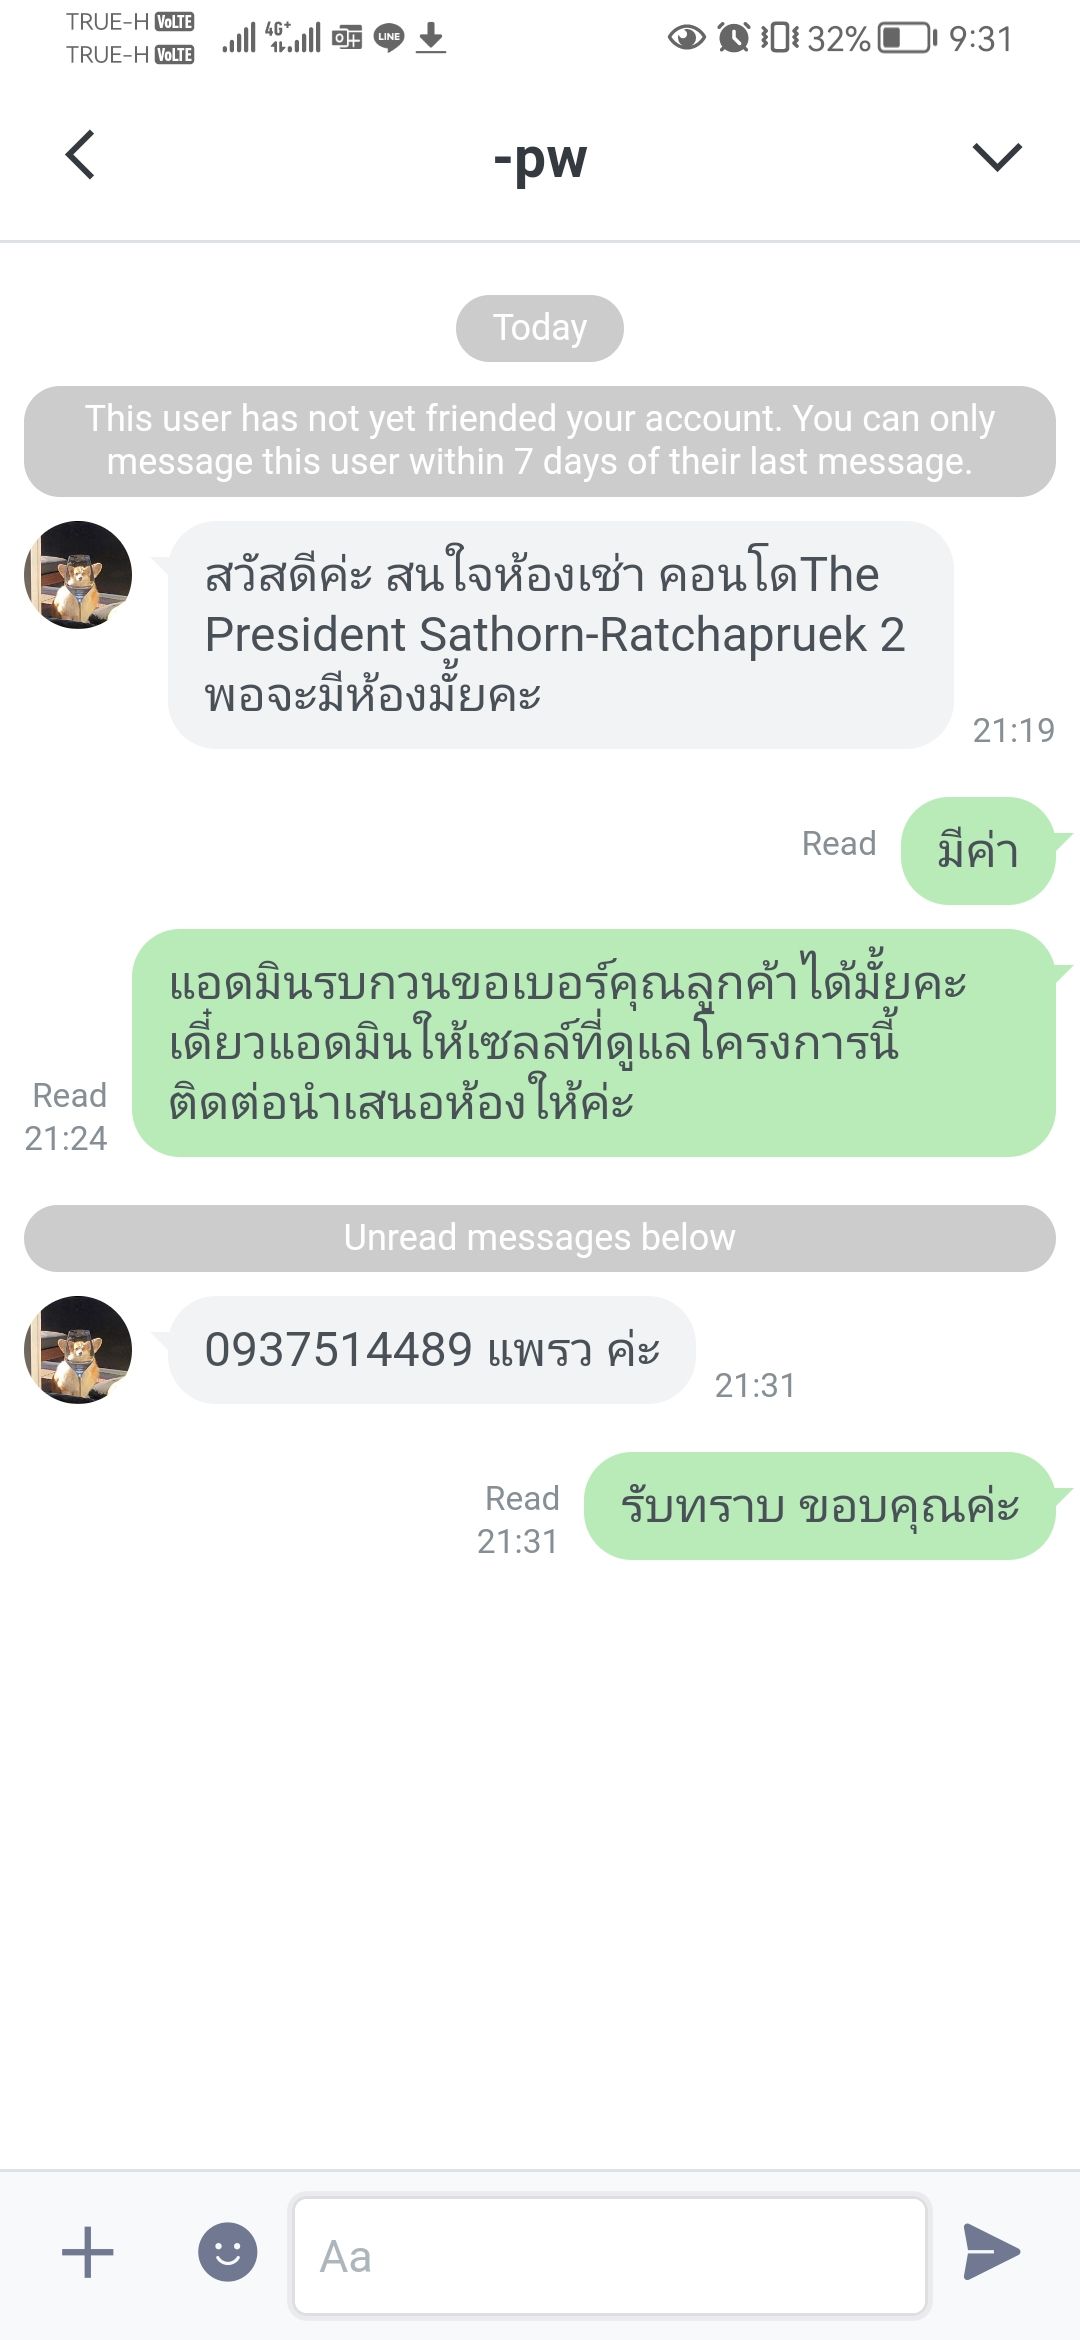 TRUE-H VoLTE
TRUE-H VoLTE
4G+
LINE
32% 9:31
-pw
Today
This user has not yet friended your account. You can only
message this user within 7 days of their last message.
สวัสดีค่ะ สนใจห้องเช่า คอนโดThe
President Sathorn-Ratchapruek 2
พอจะมีห้องมั้ยคะ
21:19
Read
มีค่า
แอดมินรบกวนขอเบอร์คุณลูกค้าได้มั้ยคะ
เดี๋ยวแอดมินให้เซลล์ที่ดูแลโครงการนี้
ติดต่อนำเสนอห้องให้ค่ะ
Read
21:24
Unread messages below
0937514489 แพรว ค่ะ
21:31
Read
21:31
รับทราบ ขอบคุณค่ะ
Aa